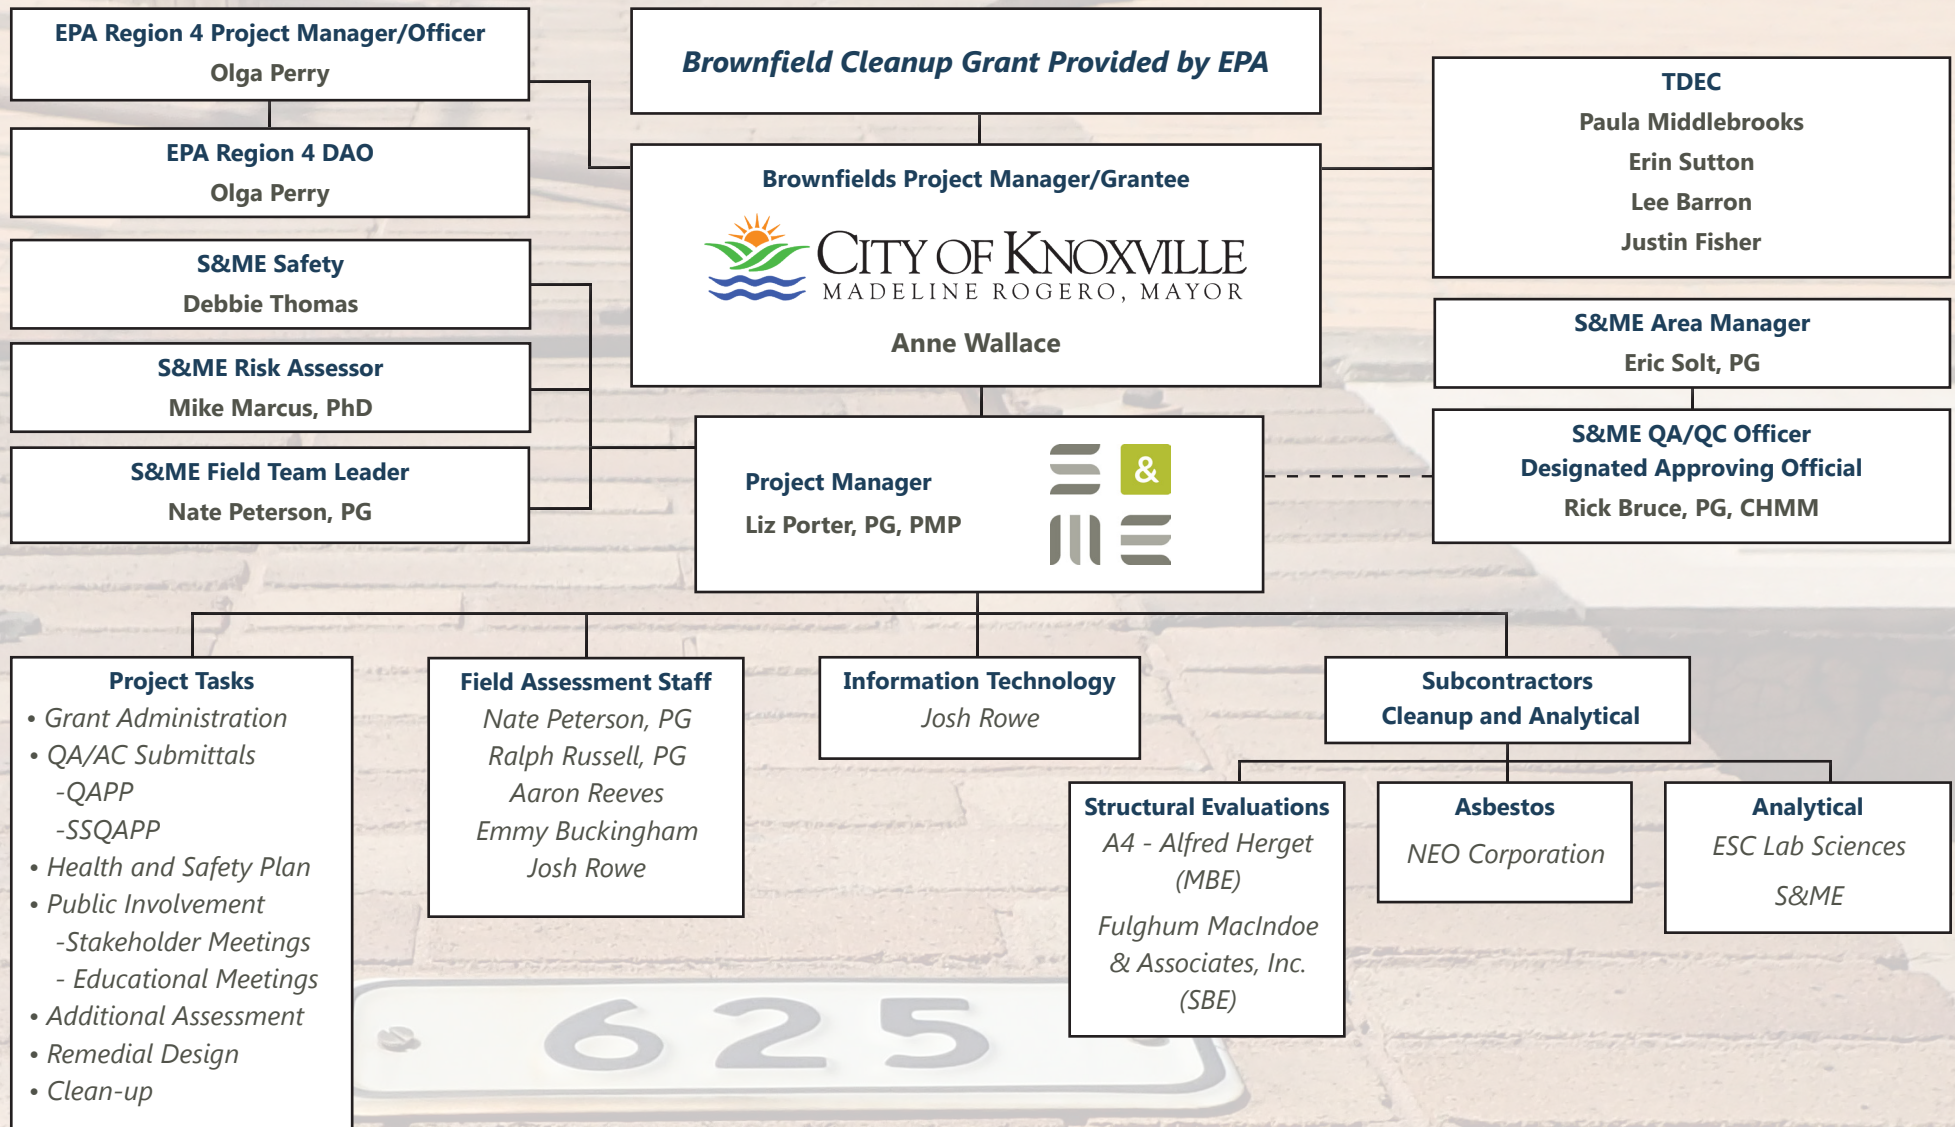 EPA Region 4 Project Manager/Officer
Olga Perry
EPA Region 4 DAO
Olga Perry
S&ME Safety
Debbie Thomas
S&ME Risk Assessor
Mike Marcus, PhD
S&ME Field Team Leader
Nate Peterson, PG
Brownfield Cleanup Grant Provided by EPA
Brownfields Project Manager/Grantee
CITY OF KNOXVILLE
MADELINE ROGERO, MAYOR
Anne Wallace
Project Manager
Liz Porter, PG, PMP
S&
ME
TDEC
Paula Middlebrooks
Erin Sutton
Lee Barron
Justin Fisher
S&ME Area Manager
Eric Solt, PG
S&ME QA/QC Officer
Designated Approving Official
Rick Bruce, PG, CHMM
Project Tasks
• Grant Administration
• QA/AC Submittals
-QAPP
-SSQAPP
• Health and Safety Plan
• Public Involvement
-Stakeholder Meetings
- Educational Meetings
• Additional Assessment
• Remedial Design
• Clean-up
Field Assessment Staff
Nate Peterson, PG
Ralph Russell, PG
Aaron Reeves
Emmy Buckingham
Josh Rowe
Information Technology
Josh Rowe
Subcontractors
Cleanup and Analytical
Structural Evaluations
A4 - Alfred Herget
(MBE)
Fulghum MacIndoe
& Associates, Inc.
(SBE)
Asbestos
NEO Corporation
Analytical
ESC Lab Sciences
S&ME
625